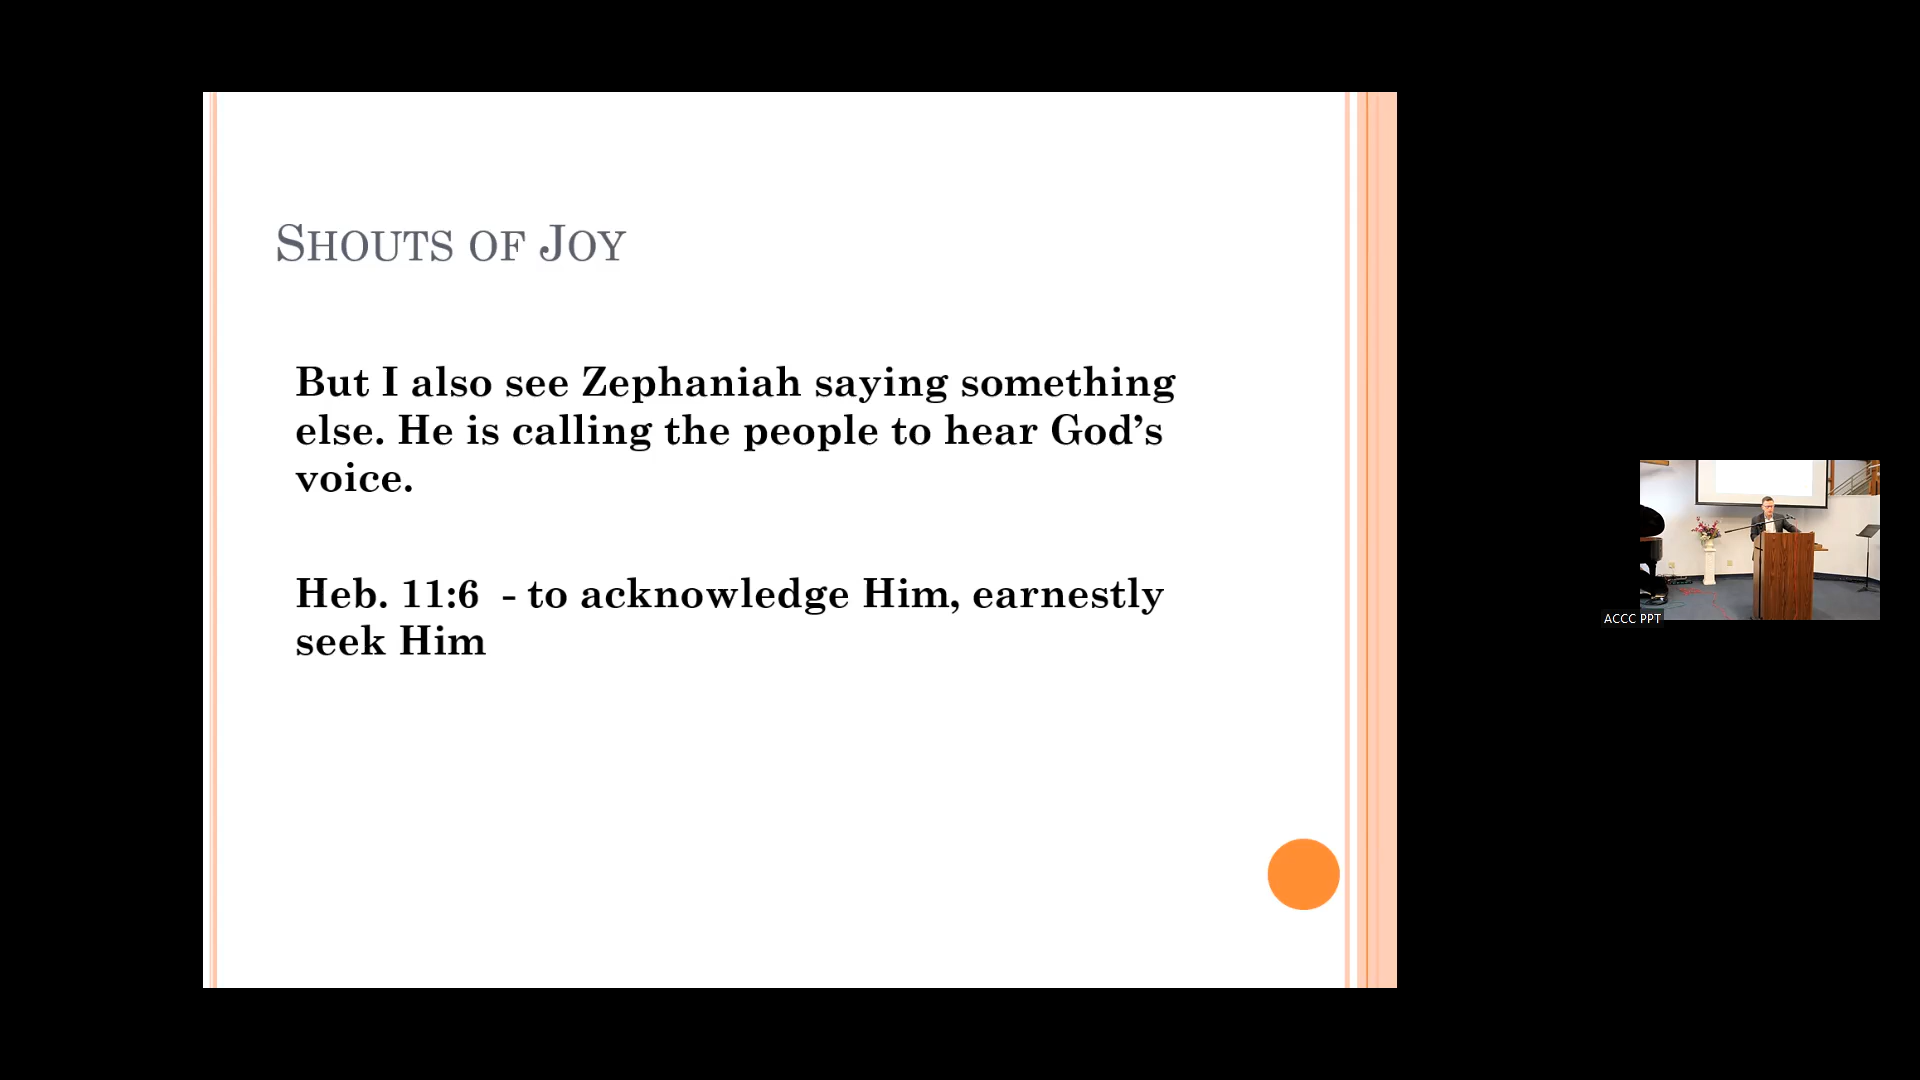 SHOUTS OF JOY
But I also see Zephaniah saying something
else. He is calling the people to hear God’s
voice.
Heb. 11:6  - to acknowledge Him, earnestly
seek Him
ACCC PPT